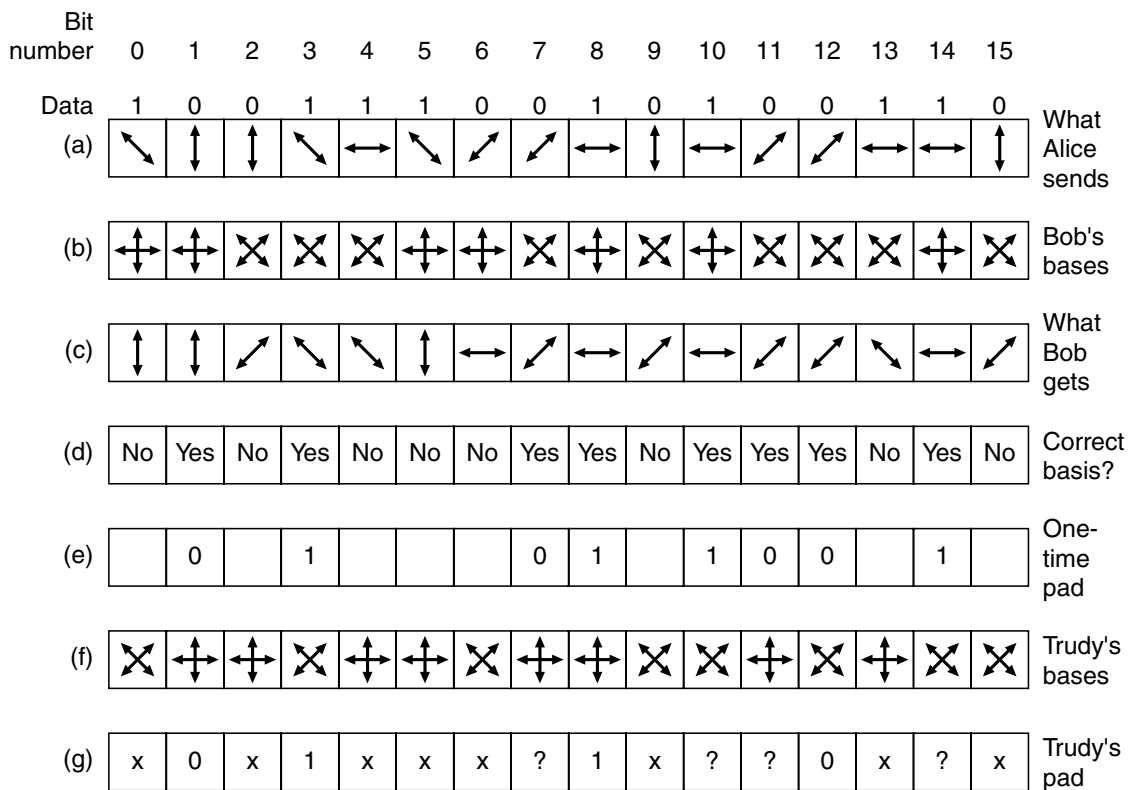 Bit
number 0 1 2 3 4 5 6 7 8 9 10 11 12 13 14 15
Data 1 0 0 1 1 1 0 0 1 0 1 0 0 1 1 0
(a)
What
Alice
sends
(b)
Bob's
bases
(c)
What
Bob
gets
(d) No Yes No Yes No No No Yes Yes No Yes Yes Yes No Yes No
Correct
basis?
(e) 0 1 0 1 1 0 0 1
One-
time
pad
(f)
Trudy's
bases
(g) x 0 x 1 x x x ? 1 x ? ? 0 x ? x
Trudy's
pad